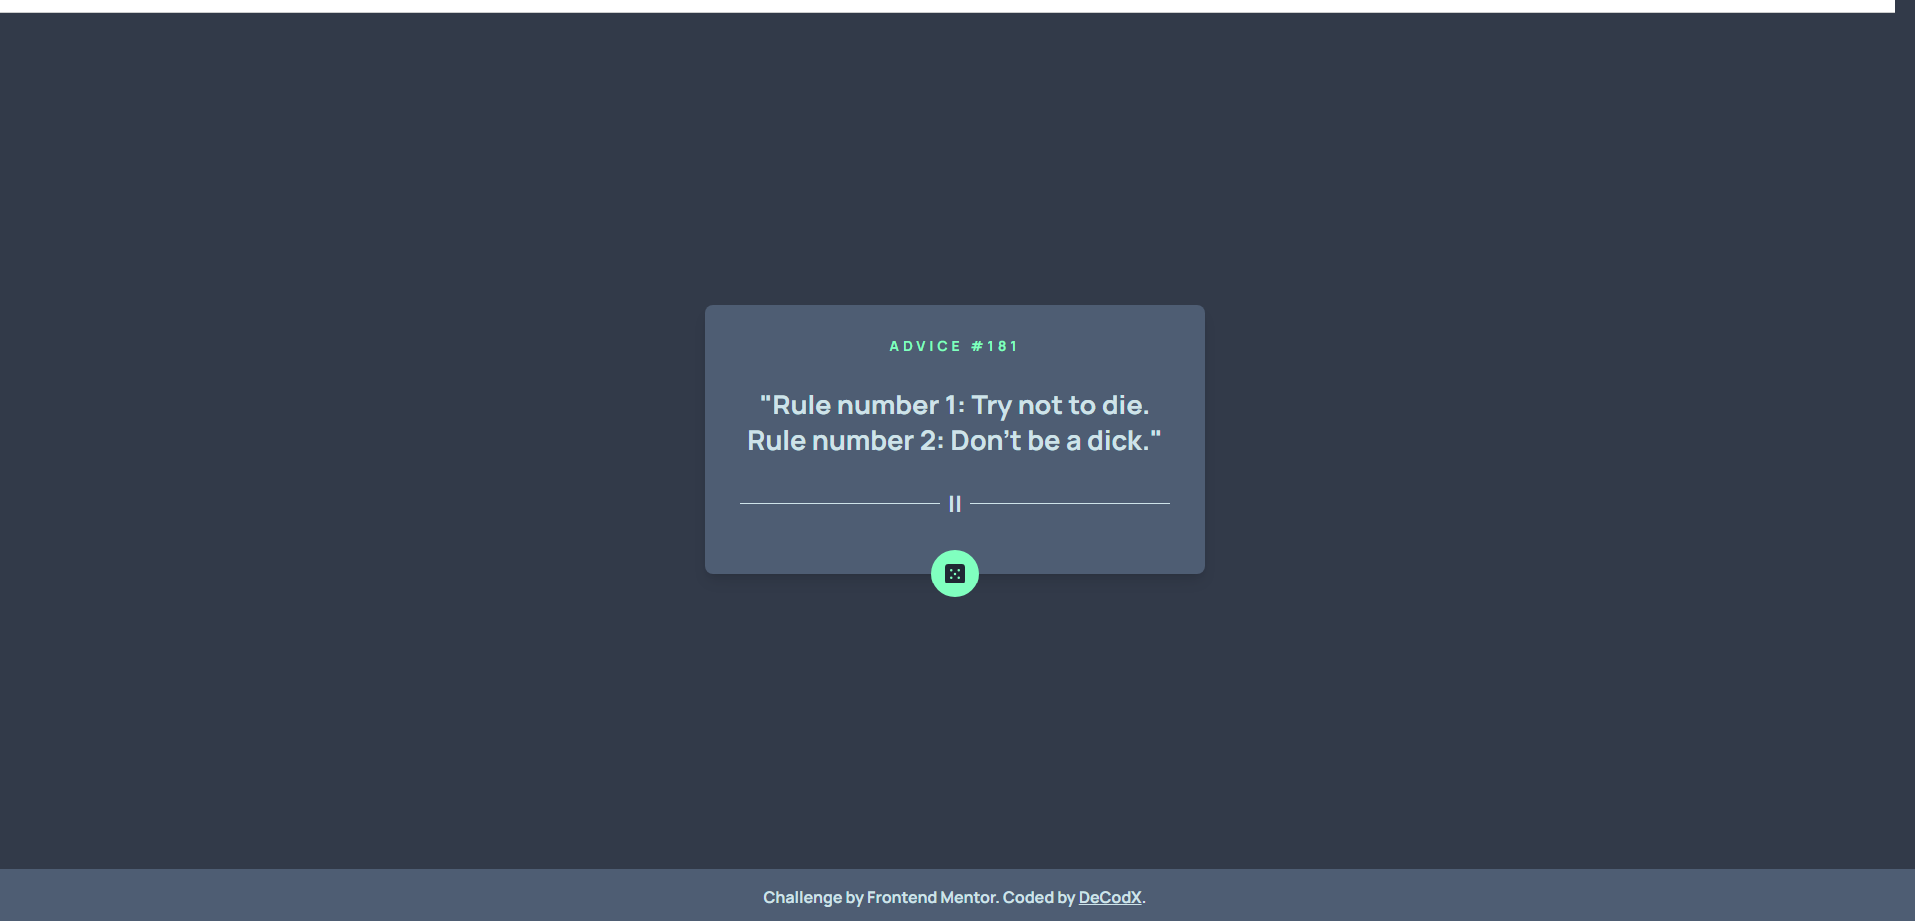 ADVICE #181
"Rule number 1: Try not to die.
Rule number 2: Don't be a dick."
Challenge by Frontend Mentor. Coded by DeCodX.